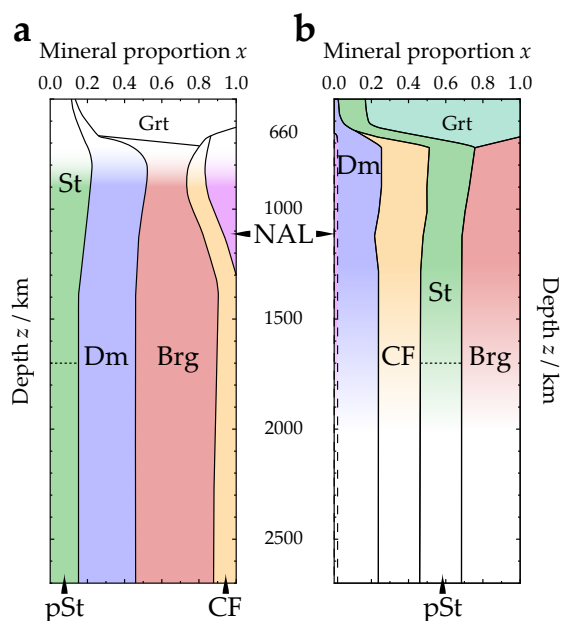 a
b
Mineral proportion x
Mineral proportion x
0.0 0.2 0.4 0.6 0.8 1.0
0.0 0.2 0.4 0.6 0.8 1.0
Grt
Grt
660
Dm
St
1000
NAL
Depth z / km
Depth z / km
St
1500
Dm
Brg
CF
Brg
2000
2500
pSt
CF
pSt